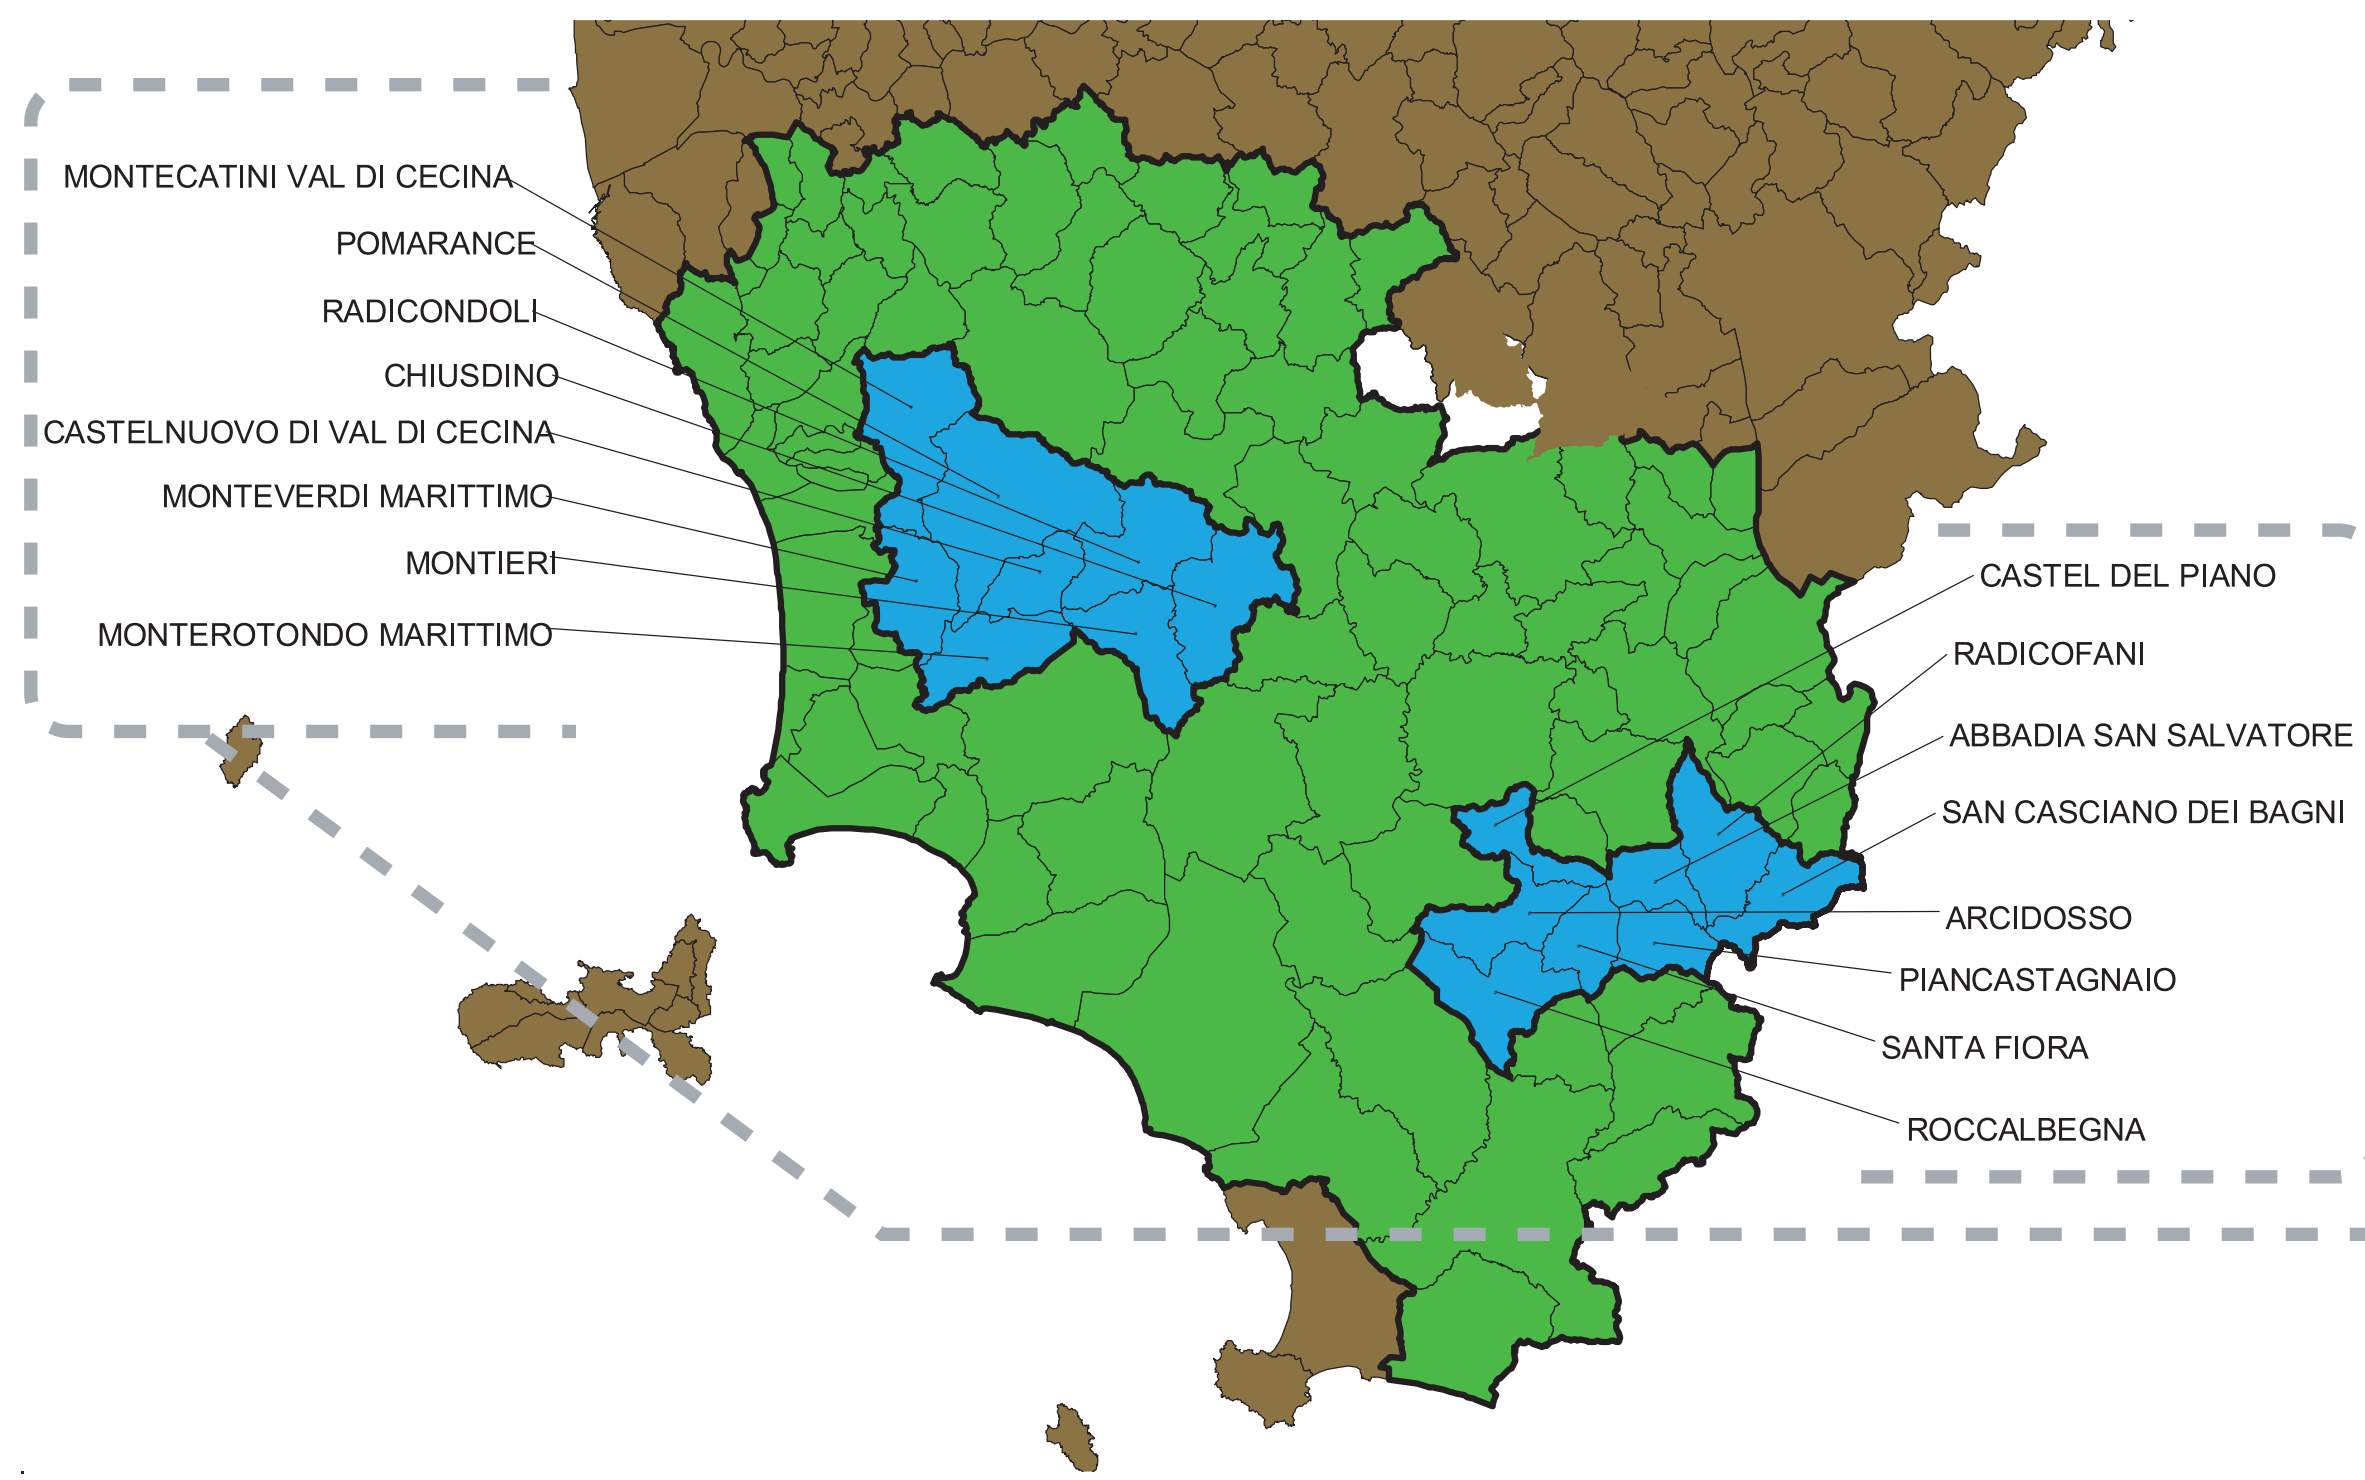 MONTECATINI VAL DI CECINA
POMARANCE
RADICONDOLI
CHIUSDINO
CASTELNUOVO DI VAL DI CECINA
MONTEVERDI MARITTIMO
MONTIERI
MONTEROTONDO MARITTIMO
CASTEL DEL PIANO
RADICOFANI
ABBADIA SAN SALVATORE
SAN CASCIANO DEI BAGNI
ARCIDOSSO
PIANCASTAGNAIO
SANTA FIORA
ROCCALBEGNA